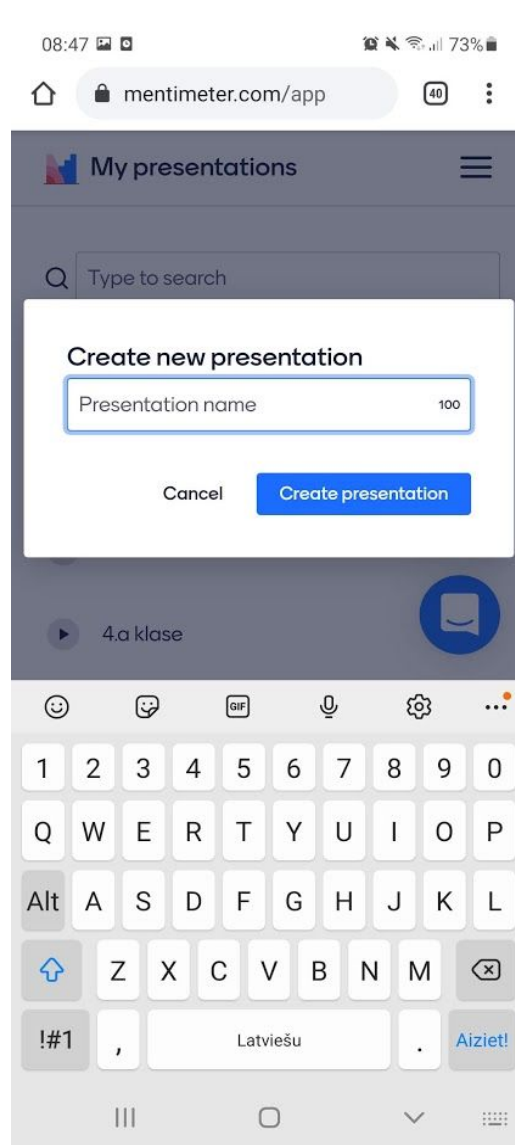 08:47 73%
mentimeter.com/app 40
My presentations
Type to search
Create new presentation
Presentation name 100
Cancel Create presentation
4.a klase
GIF
1 2 3 4 5 6 7 8 9 0
Q W E R T Y U I O P
Alt A S D F G H J K L
Z X C V B N M
!#1 , Latviešu . Aiziet!